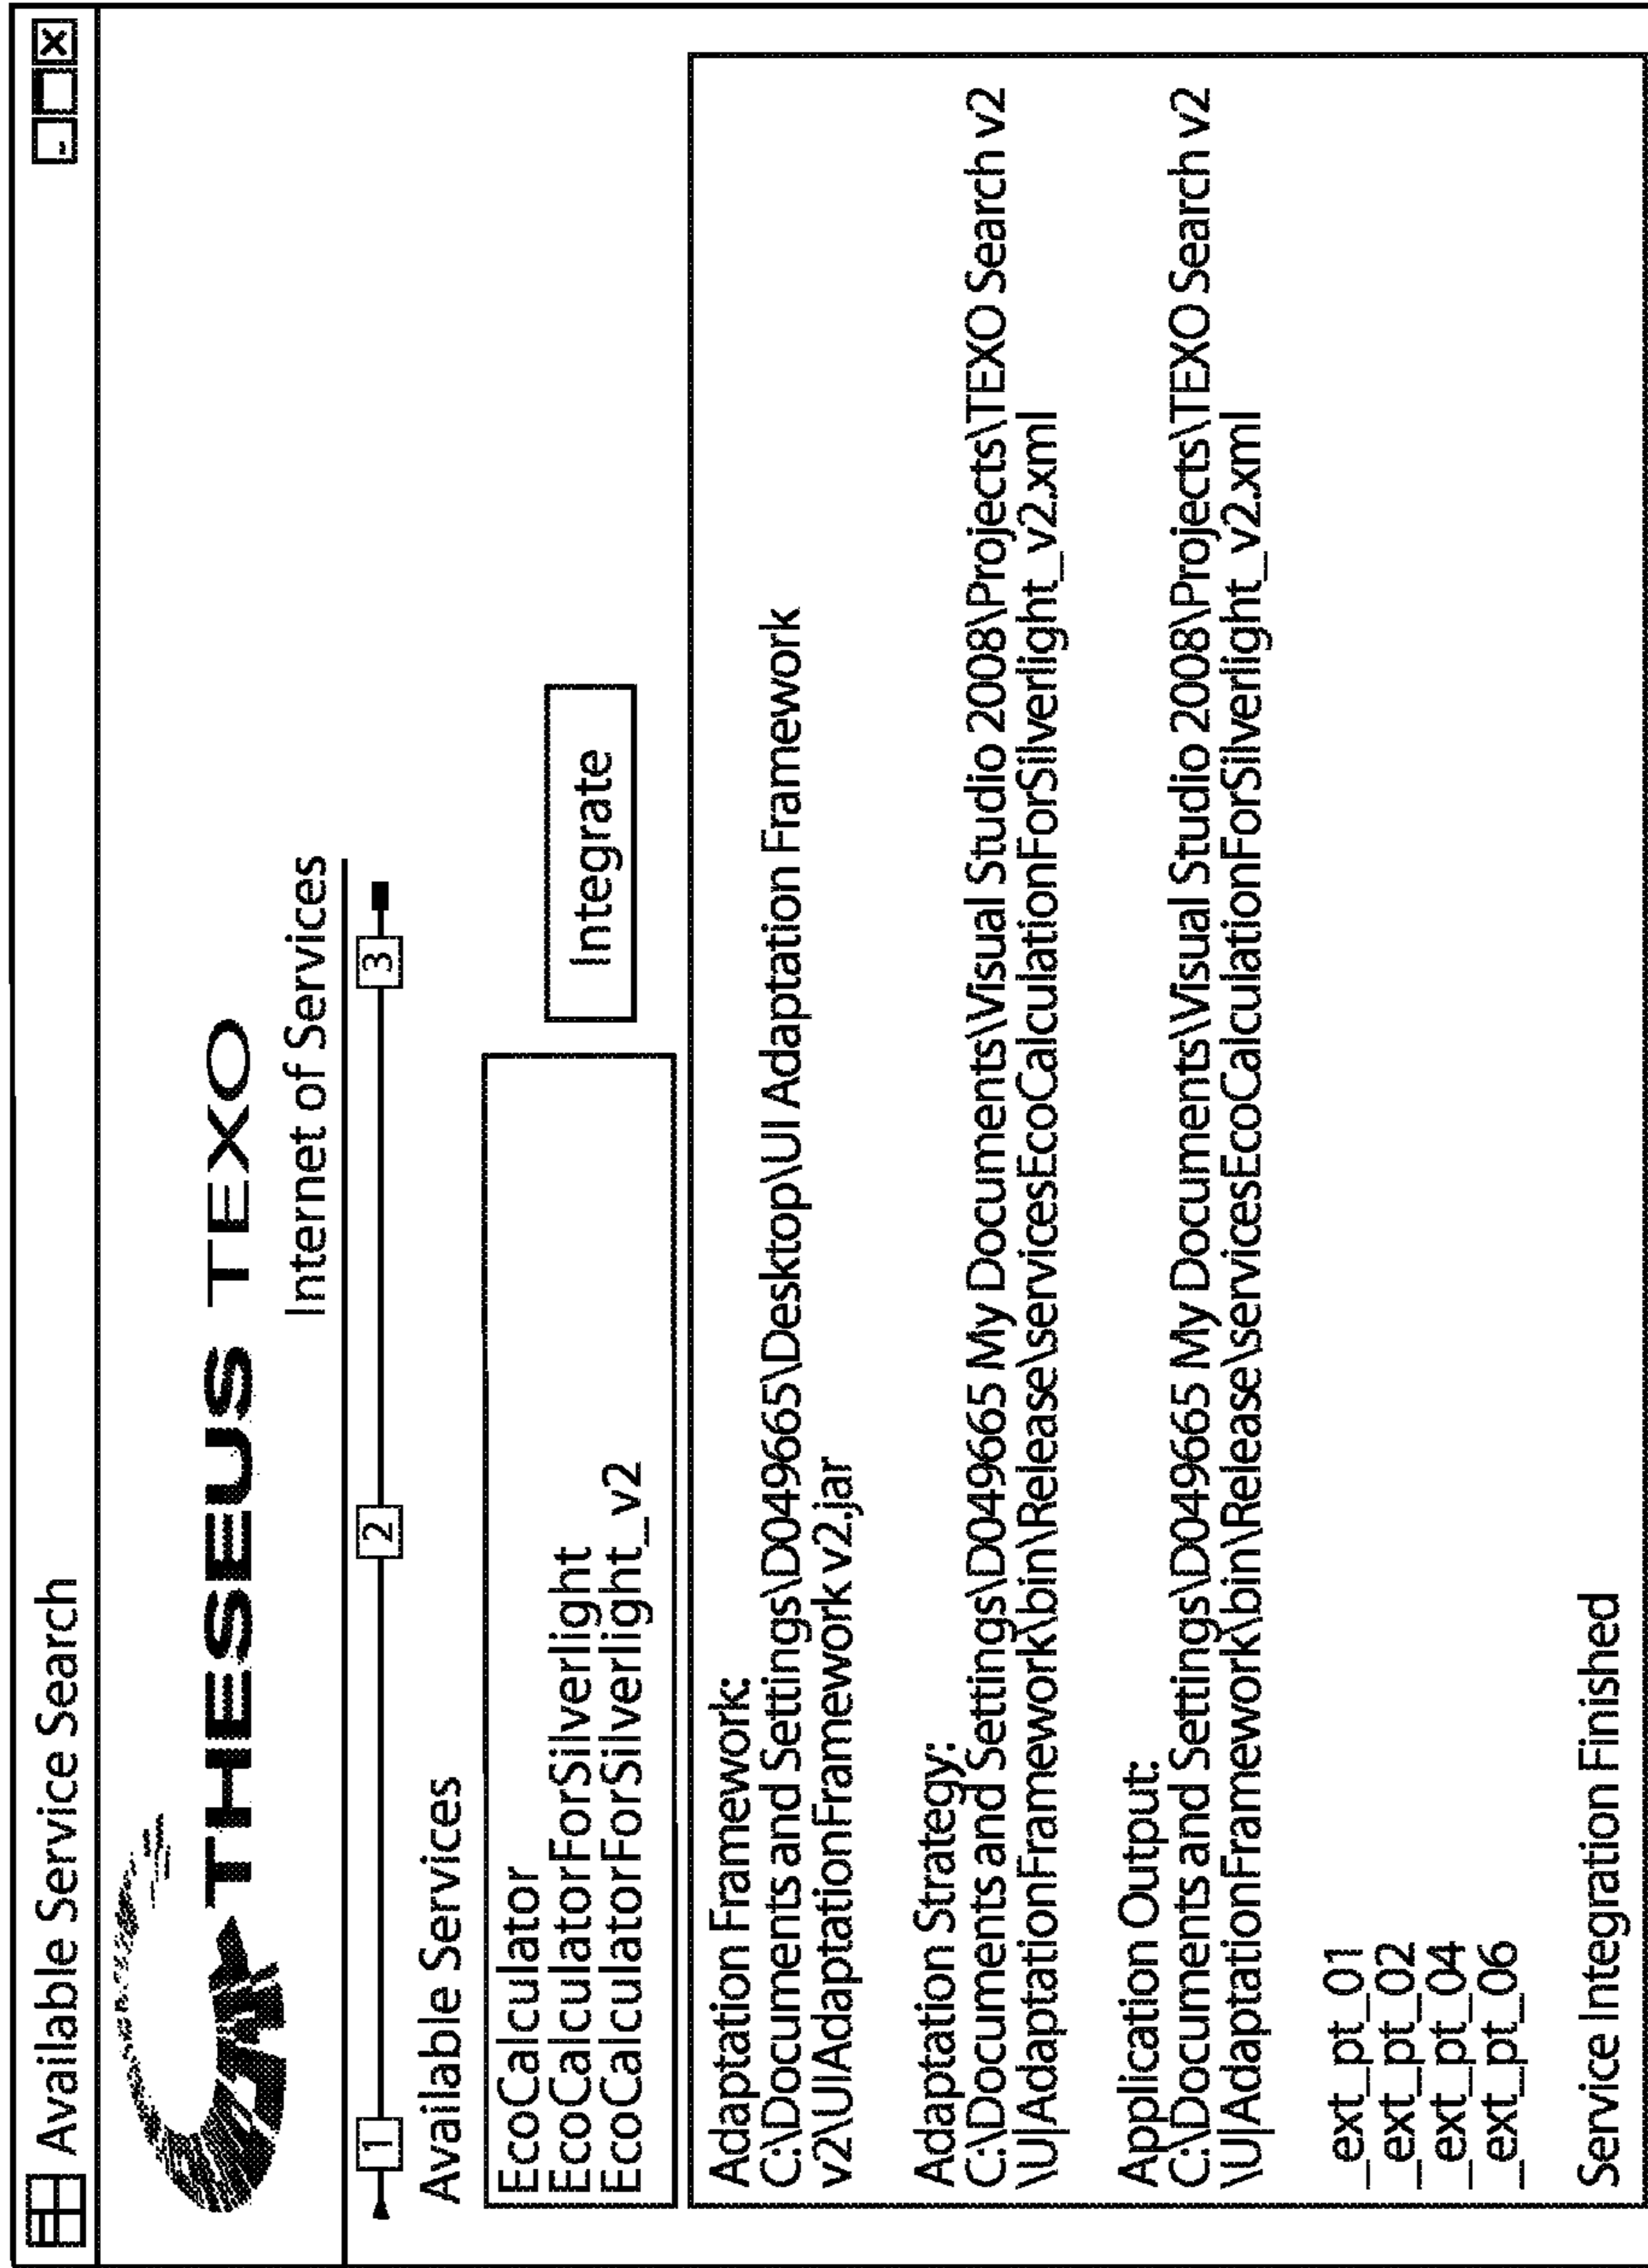 Available Service Search
THESEUS TEXO
Internet of Services
1 2 3
Available Services
EcoCalculator
EcoCalculatorForSilverlight
EcoCalculatorForSilverlight_v2
Integrate
Adaptation Framework:
C:\Documents and Settings\D049665\Desktop\UI Adaptation Framework
v2\UIAdaptationFramework v2.jar
Adaptation Strategy:
C:\Documents and Settings\D049665 My Documents\Visual Studio 2008\Projects\TEXO Search v2
\U|AdaptationFramework\bin\Release\servicesEcoCalculationForSilverlight_v2.xml
Application Output:
C:\Documents and Settings\D049665 My Documents\Visual Studio 2008\Projects\TEXO Search v2
\U|AdaptationFramework\bin\Release\servicesEcoCalculationForSilverlight_v2.xml
_ext_pt_01
_ext_pt_02
_ext_pt_04
_ext_pt_06
Service Integration Finished